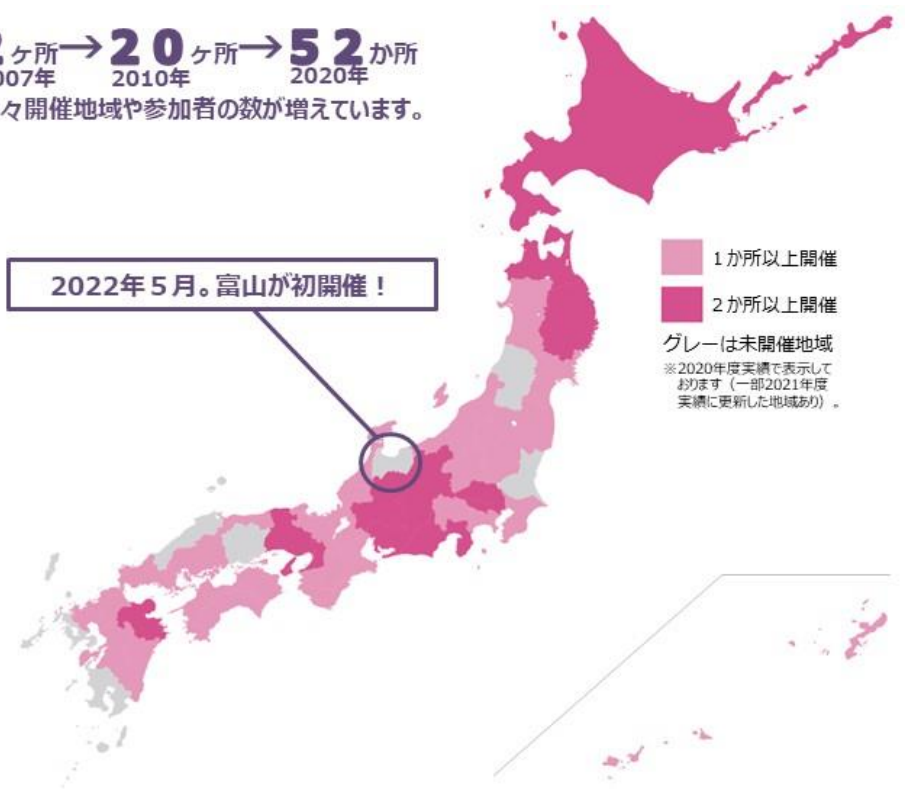 2ヶ所→20ヶ所→52か所
007年 2010年 2020年
々開催地域や参加者の数が増えています。
2022年5月。富山が初開催！
1か所以上開催
2か所以上開催
グレーは未開催地域
※2020年度実績で表示して
おります（一部2021年度
実績に更新した地域あり）。